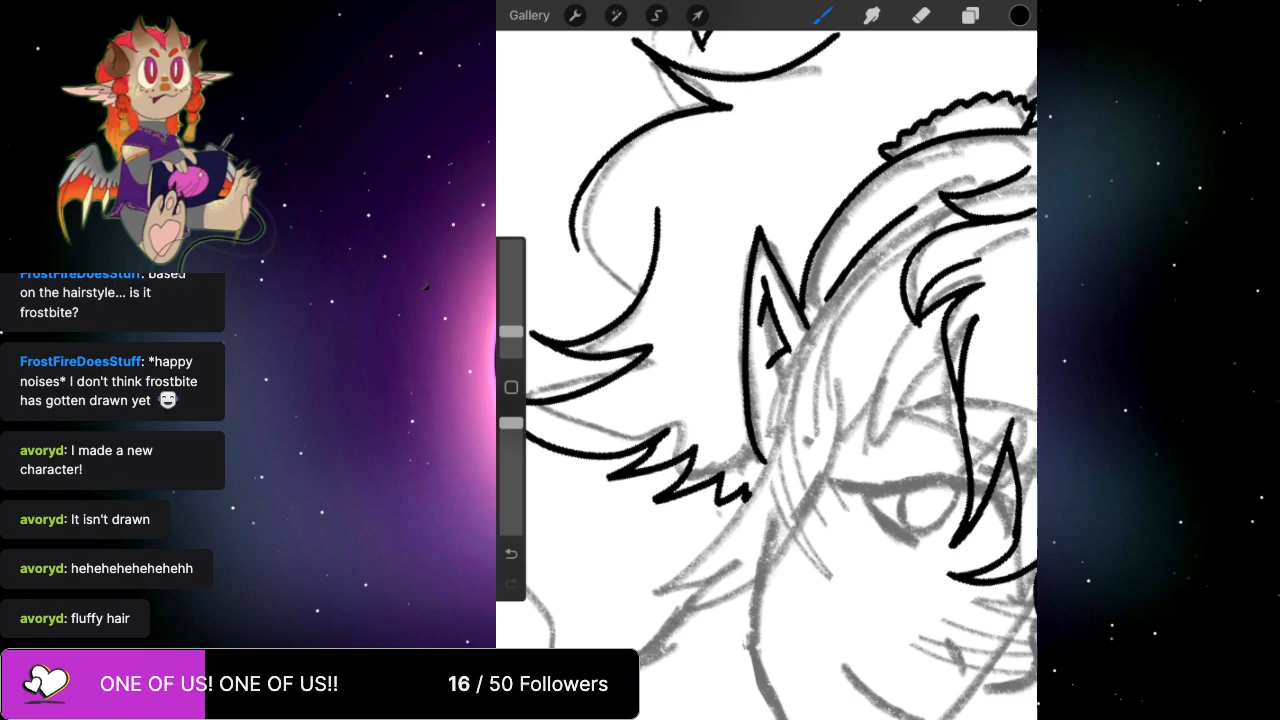 Gallery
FrostFireDoesStuff: based
on the hairstyle... is it
frostbite?
FrostFireDoesStuff: *happy
noises* I don't think frostbite
has gotten drawn yet
avoryd: I made a new
character!
avoryd: It isn't drawn
avoryd: hehehehehehehehh
avoryd: fluffy hair
ONE OF US! ONE OF US!! 16 / 50 Followers